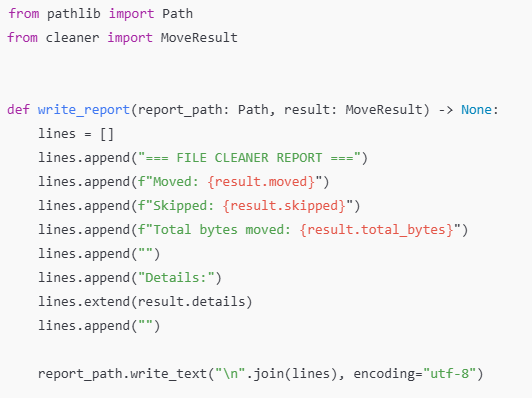 from pathlib import Path
from cleaner import MoveResult


def write_report(report_path: Path, result: MoveResult) -> None:
    lines = []
    lines.append("=== FILE CLEANER REPORT ===")
    lines.append(f"Moved: {result.moved}")
    lines.append(f"Skipped: {result.skipped}")
    lines.append(f"Total bytes moved: {result.total_bytes}")
    lines.append("")
    lines.append("Details:")
    lines.extend(result.details)
    lines.append("")

    report_path.write_text("\n".join(lines), encoding="utf-8")